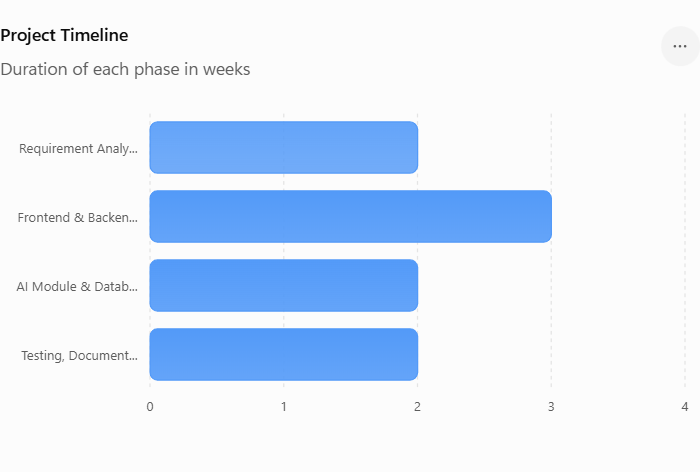 Project Timeline
Duration of each phase in weeks
Requirement Analy...
Frontend & Backen...
AI Module & Datab...
Testing, Document...
0 1 2 3 4